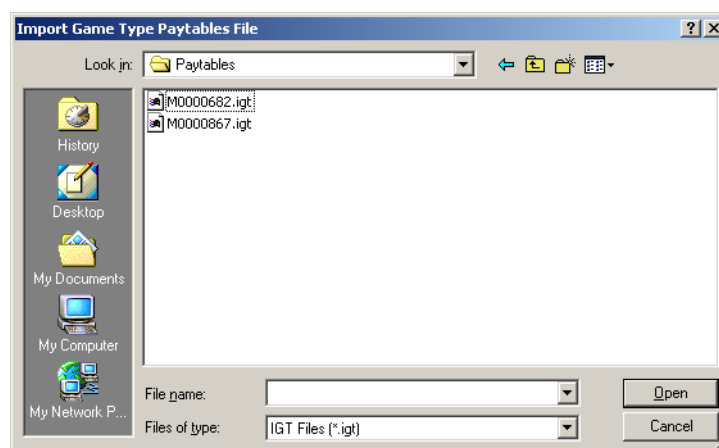 Import Game Type Paytables File
Look in: Paytables
M0000682.igt
M0000867.igt
History
Desktop
My Documents
My Computer
My Network P...
File name:
Open
Files of type: IGT Files (*.igt)
Cancel